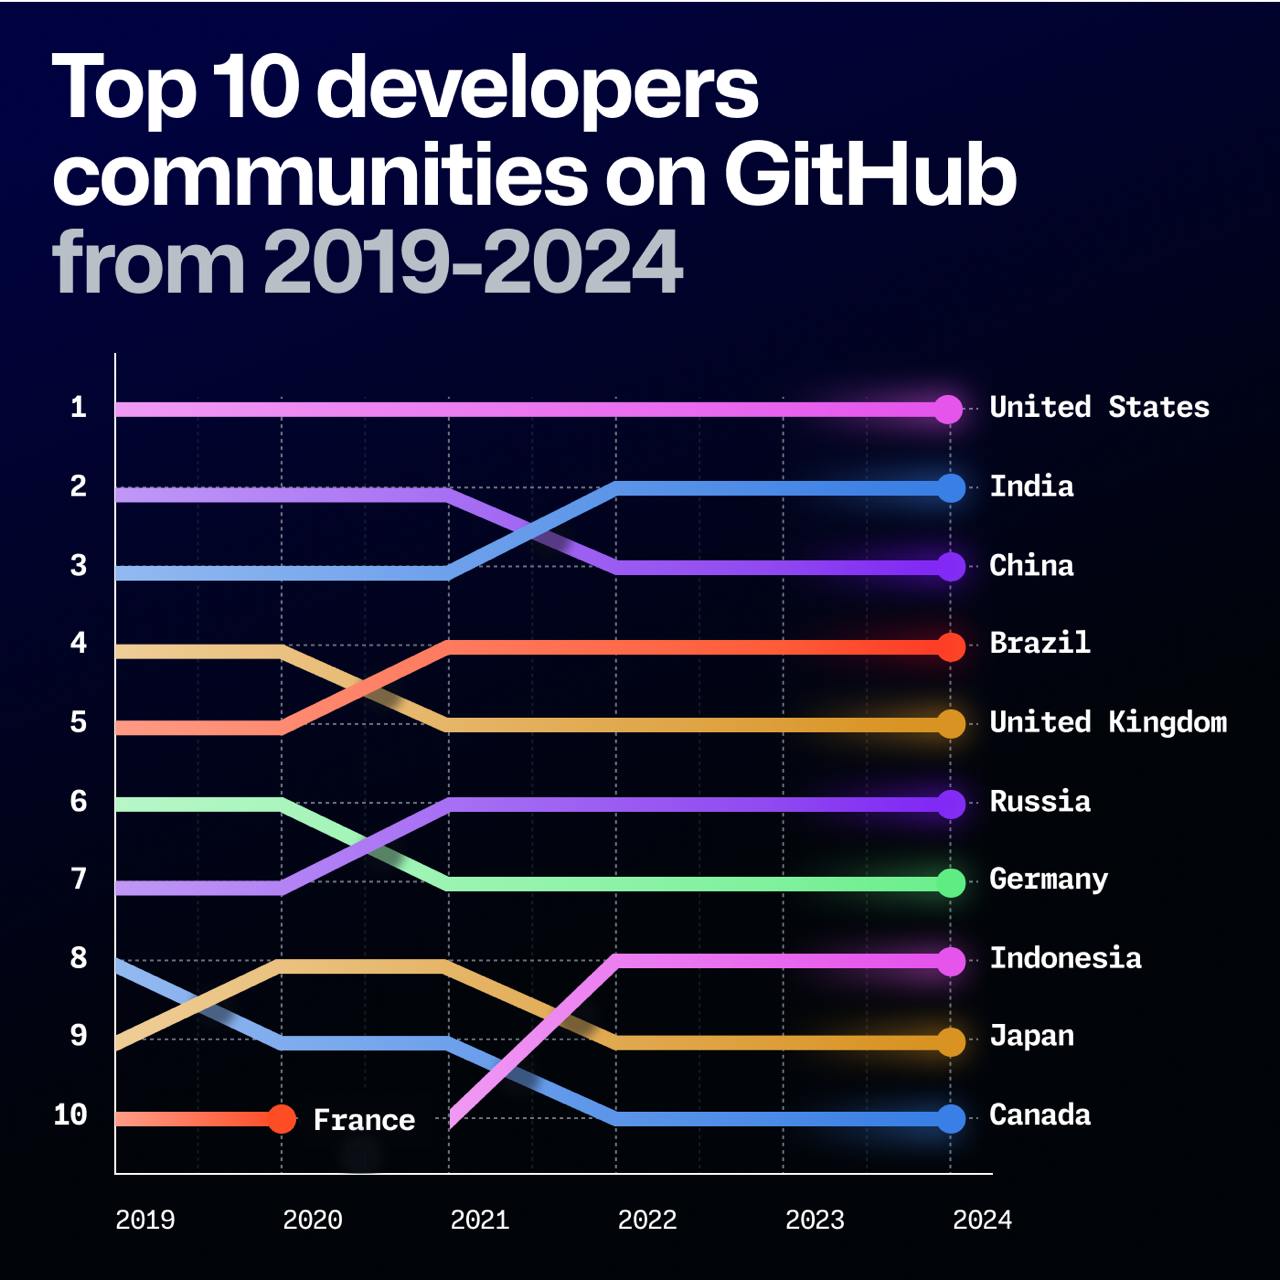 Top 10 developers
communities on GitHub
from 2019-2024
1 United States
2 India
3 China
4 Brazil
5 United Kingdom
6 Russia
7 Germany
8 Indonesia
9 Japan
10 France Canada
2019 2020 2021 2022 2023 2024